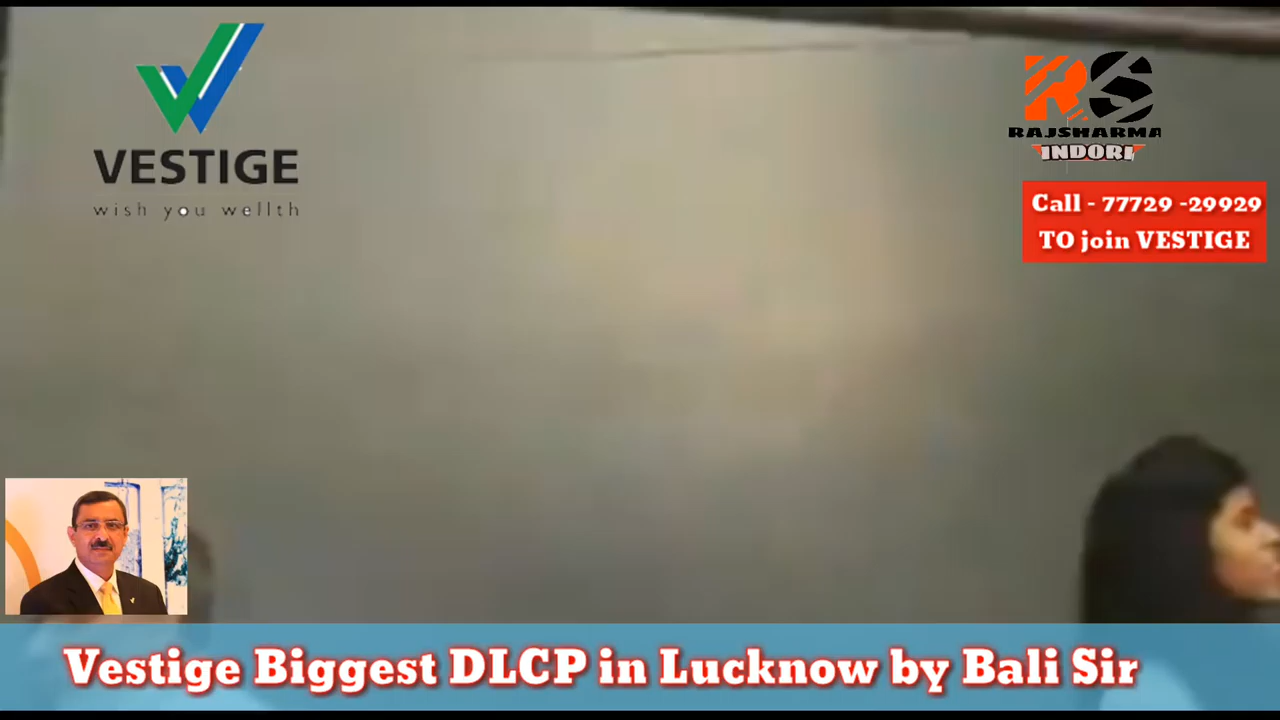 VESTIGE
wish you wellth
RS
RAJSHARMA
INDORI
Call - 77729 -29929
TO join VESTIGE
Vestige Biggest DLCP in Lucknow by Bali Sir